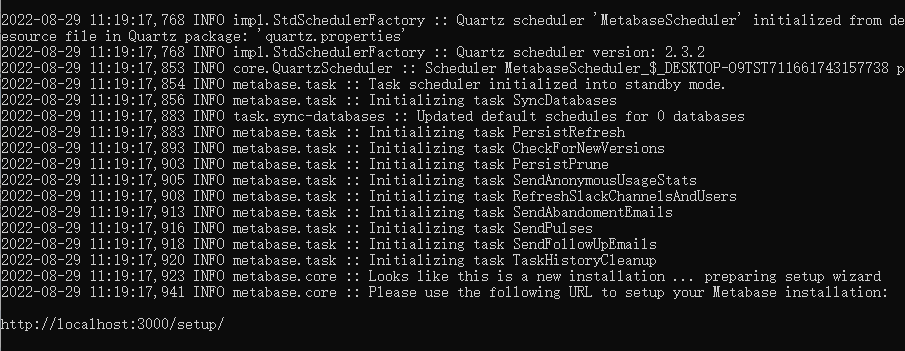 2022-08-29 11:19:17,768 INFO impl.StdSchedulerFactory :: Quartz scheduler 'MetabaseScheduler' initialized from de
esource file in Quartz package: 'quartz.properties'
2022-08-29 11:19:17,768 INFO impl.StdSchedulerFactory :: Quartz scheduler version: 2.3.2
2022-08-29 11:19:17,853 INFO core.QuartzScheduler :: Scheduler MetabaseScheduler_$_DESKTOP-O9TST711661743157738 p
2022-08-29 11:19:17,854 INFO metabase.task :: Task scheduler initialized into standby mode.
2022-08-29 11:19:17,856 INFO metabase.task :: Initializing task SyncDatabases
2022-08-29 11:19:17,883 INFO task.sync-databases :: Updated default schedules for 0 databases
2022-08-29 11:19:17,883 INFO metabase.task :: Initializing task PersistRefresh
2022-08-29 11:19:17,893 INFO metabase.task :: Initializing task CheckForNewVersions
2022-08-29 11:19:17,903 INFO metabase.task :: Initializing task PersistPrune
2022-08-29 11:19:17,905 INFO metabase.task :: Initializing task SendAnonymousUsageStats
2022-08-29 11:19:17,908 INFO metabase.task :: Initializing task RefreshSlackChannelsAndUsers
2022-08-29 11:19:17,913 INFO metabase.task :: Initializing task SendAbandomentEmails
2022-08-29 11:19:17,916 INFO metabase.task :: Initializing task SendPulses
2022-08-29 11:19:17,918 INFO metabase.task :: Initializing task SendFollowUpEmails
2022-08-29 11:19:17,920 INFO metabase.task :: Initializing task TaskHistoryCleanup
2022-08-29 11:19:17,923 INFO metabase.core :: Looks like this is a new installation ... preparing setup wizard
2022-08-29 11:19:17,941 INFO metabase.core :: Please use the following URL to setup your Metabase installation:
http://localhost:3000/setup/